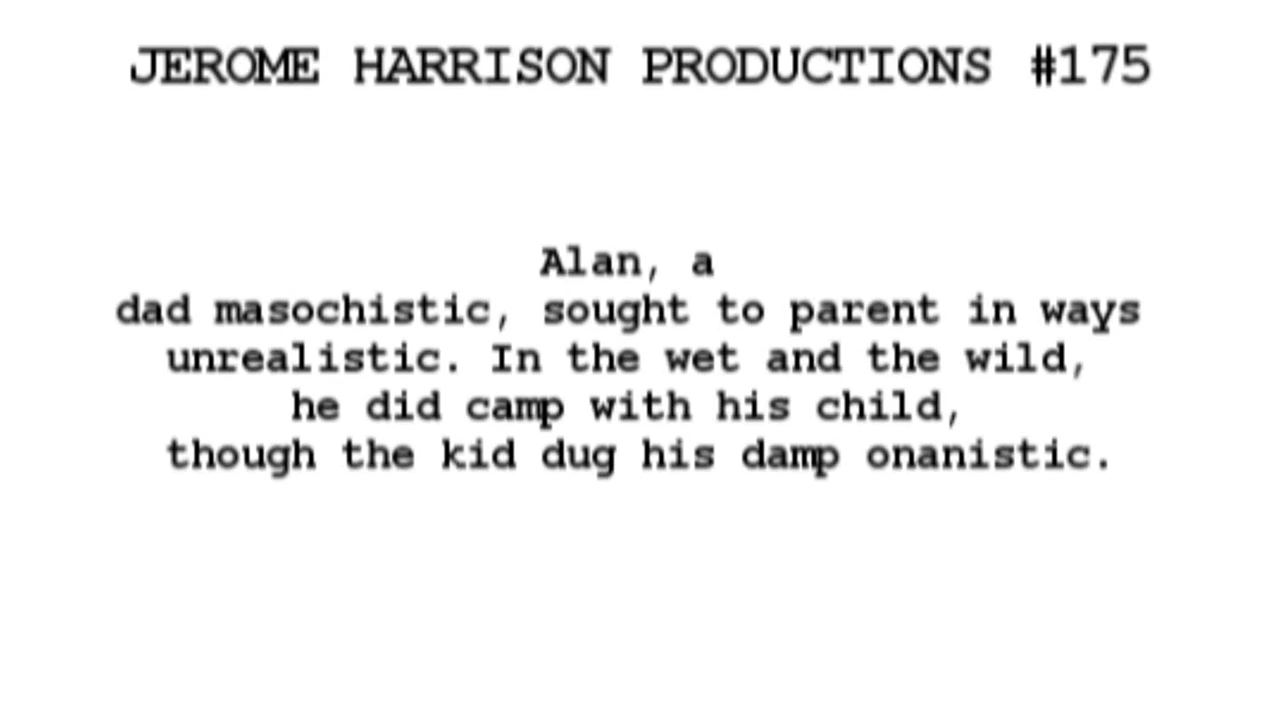 JEROME HARRISON PRODUCTIONS #175
Alan, a
dad masochistic, sought to parent in ways
unrealistic. In the wet and the wild,
he did camp with his child,
though the kid dug his damp onanistic.